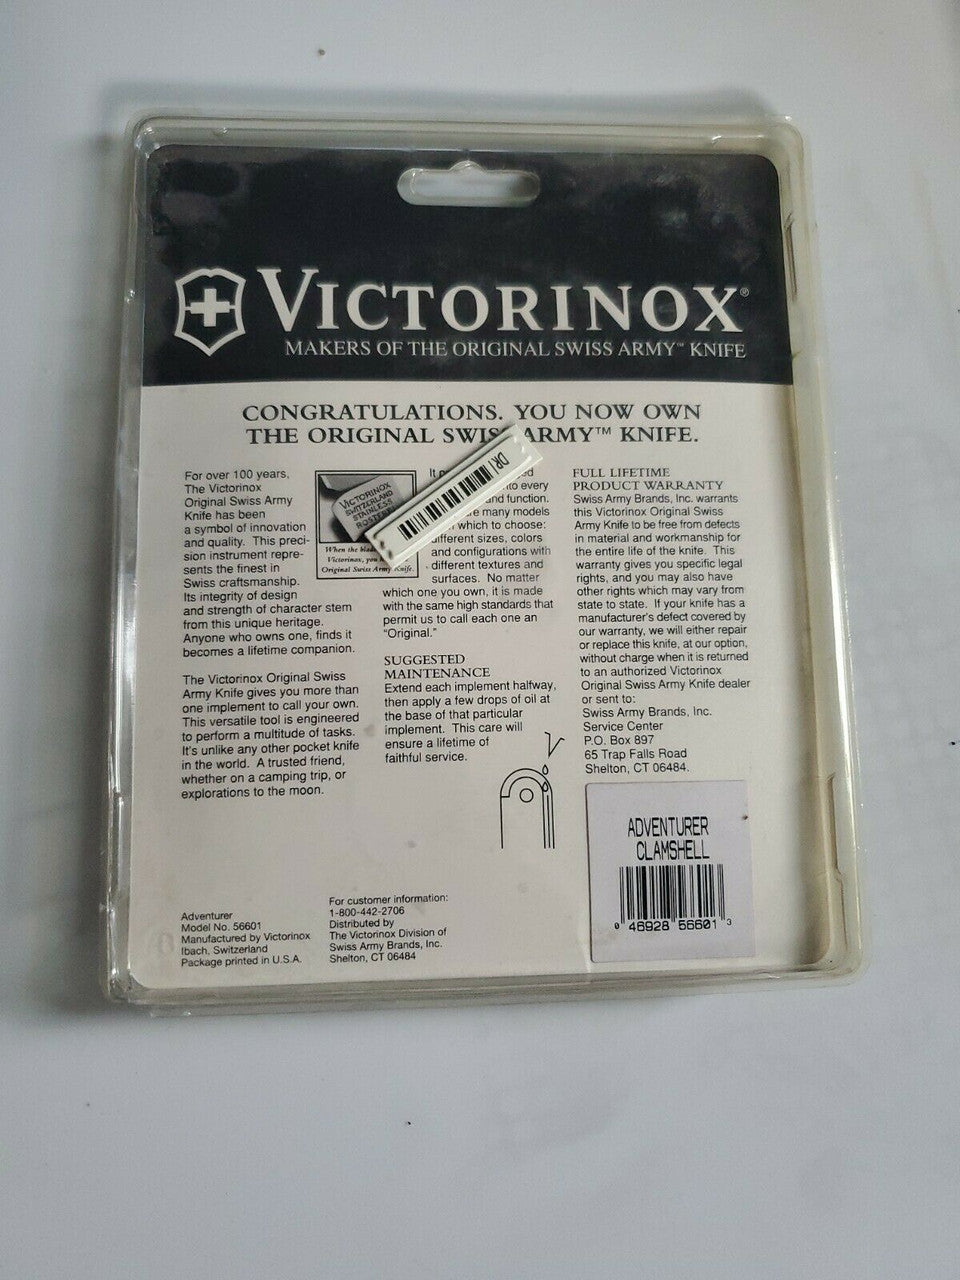 VICTORINOX®
MAKERS OF THE ORIGINAL SWISS ARMY™ KNIFE
CONGRATULATIONS. YOU NOW OWN
THE ORIGINAL SWIS ARMY™ KNIFE.
For over 100 years,
The Victorinox
Original Swiss Army
Knife has been
a symbol of innovation
and quality. This preci-
sion instrument repre-
sents the finest in
Swiss craftsmanship.
Its integrity of design
and strength of character stem
from this unique heritage.
Anyone who owns one, finds it
becomes a lifetime companion.
The Victorinox Original Swiss
Army Knife gives you more than
one implement to call your own.
This versatile tool is engineered
to perform a multitude of tasks.
It's unlike any other pocket knife
in the world. A trusted friend,
whether on a camping trip, or
explorations to the moon.
VICTORINOX
SWITZERLAND
STAINLESS
When the
Victorinox, you
Original Swiss Army Knife.
DRI
It
every
and function.
many models
which to choose:
different sizes, colors
and configurations with
different textures and
surfaces. No matter
which one you own, it is made
with the same high standards that
permit us to call each one an
"Original."
SUGGESTED
MAINTENANCE
Extend each implement halfway,
then apply a few drops of oil at
the base of that particular
implement. This care will
ensure a lifetime of
faithful service.
FULL LIFETIME
PRODUCT WARRANTY
Swiss Army Brands, Inc. warrants
this Victorinox Original Swiss
Army Knife to be free from defects
in material and workmanship for
the entire life of the knife. This
warranty gives you specific legal
rights, and you may also have
other rights which may vary from
state to state. If your knife has a
manufacturer's defect covered by
our warranty, we will either repair
or replace this knife, at our option,
without charge when it is returned
to an authorized Victorinox
Original Swiss Army Knife dealer
or sent to:
Swiss Army Brands, Inc.
Service Center
P.O. Box 897
65 Trap Falls Road
Shelton, CT 06484.
ADVENTURER
CLAMSHELL
0 46928 56601 3
Adventurer
Model No. 56601
Manufactured by Victorinox
Ibach, Switzerland
Package printed in U.S.A.
For customer information:
1-800-442-2706
Distributed by
The Victorinox Division of
Swiss Army Brands, Inc.
Shelton, CT 06484